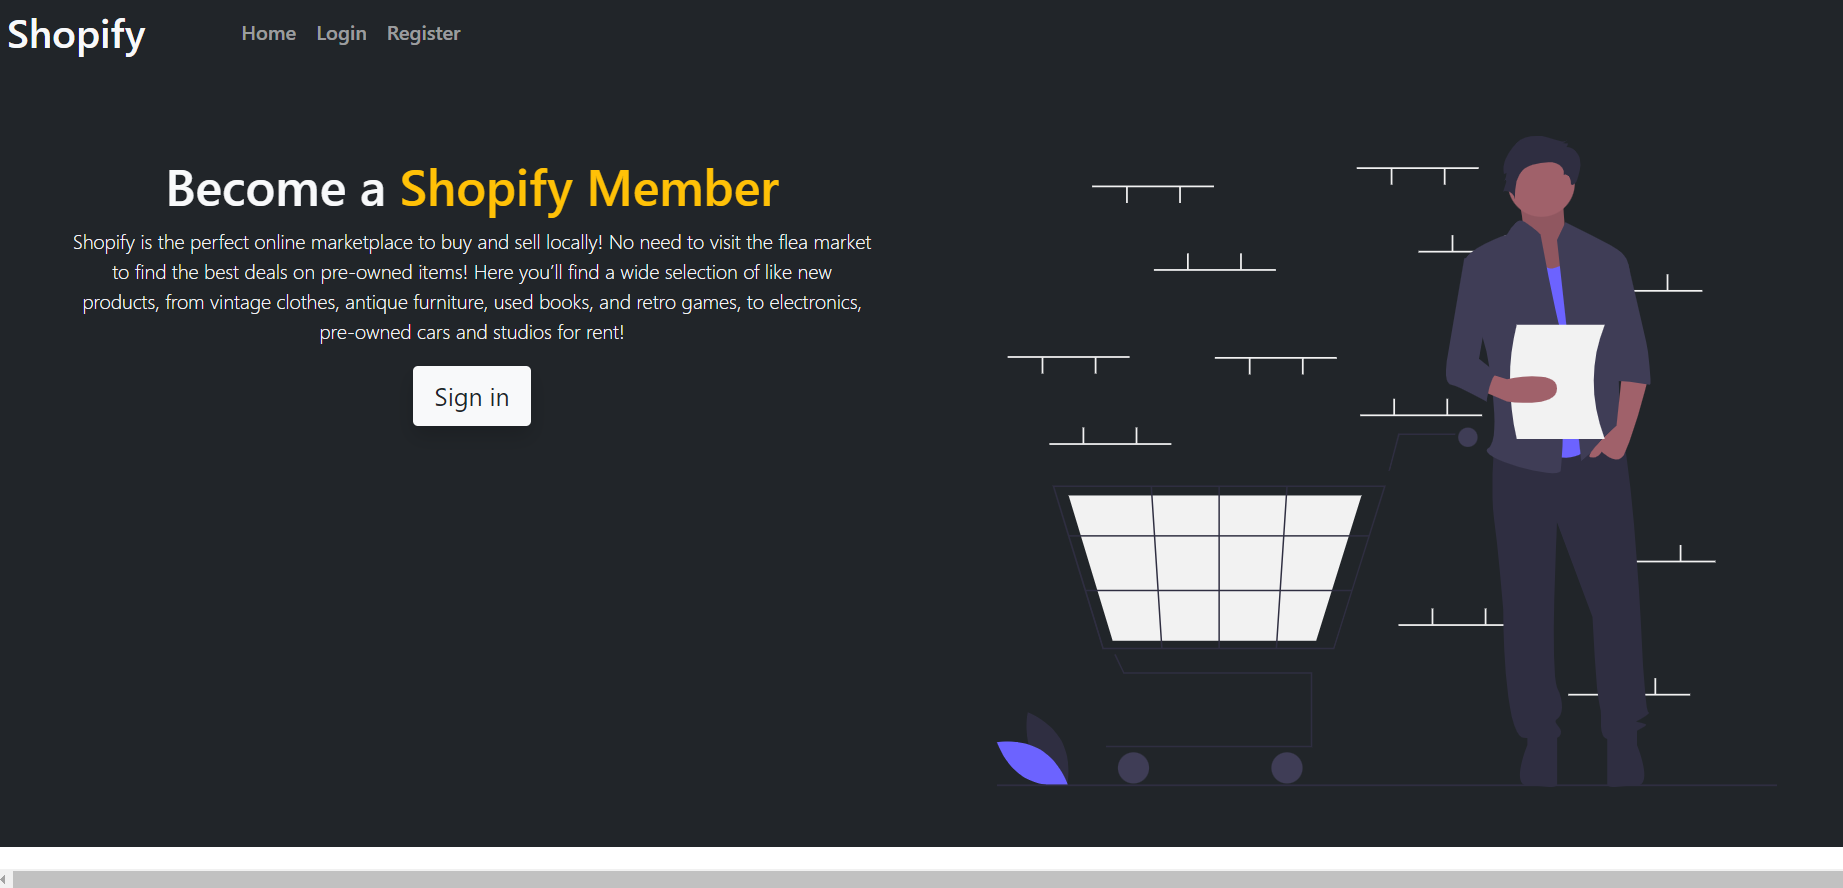 Shopify
Home Login Register
Become a Shopify Member
Shopify is the perfect online marketplace to buy and sell locally! No need to visit the flea market
to find the best deals on pre-owned items! Here you’ll find a wide selection of like new
products, from vintage clothes, antique furniture, used books, and retro games, to electronics,
pre-owned cars and studios for rent!
Sign in